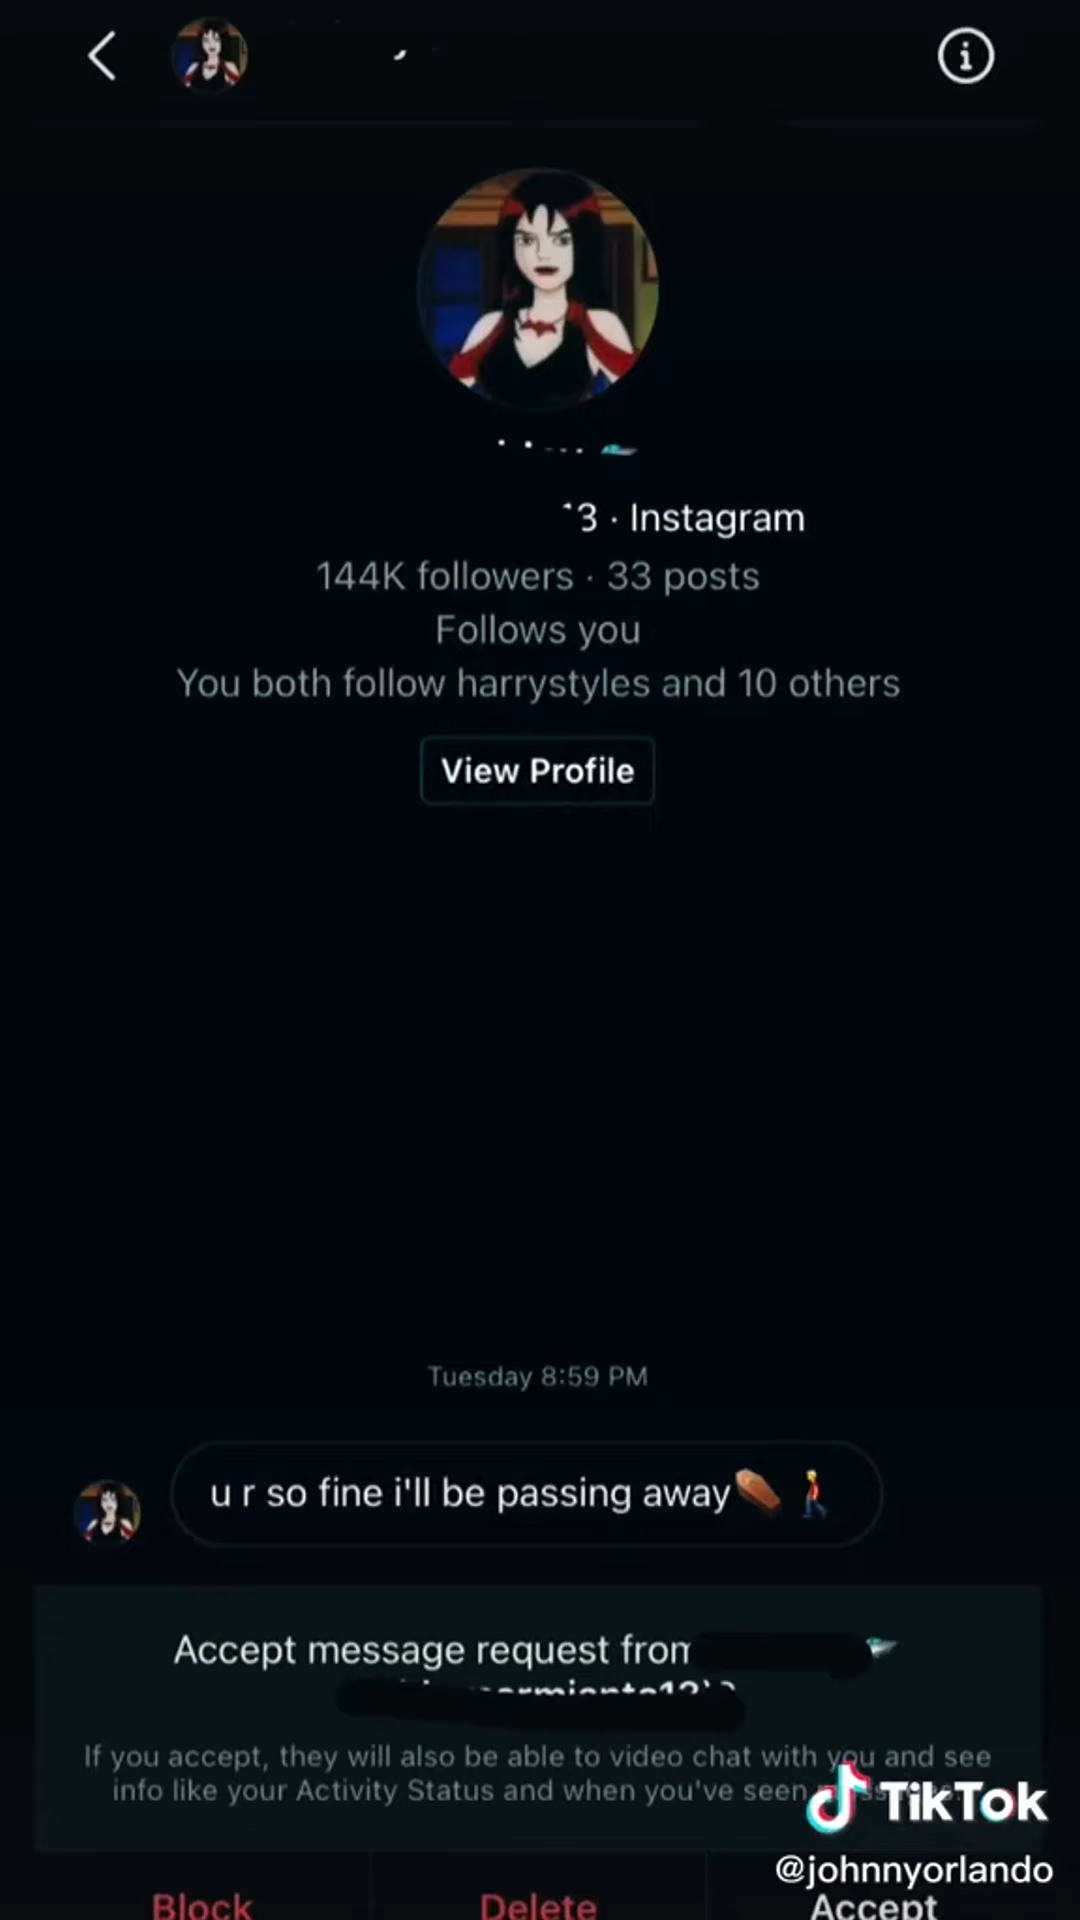 3 · Instagram
144K followers · 33 posts
Follows you
You both follow harrystyles and 10 others
View Profile
Tuesday 8:59 PM
u r so fine i'll be passing away⚰️🚶
Accept message request from
If you accept, they will also be able to video chat with you and see
info like your Activity Status and when you've seen
TikTok
@johnnyorlando
Block Delete Accept